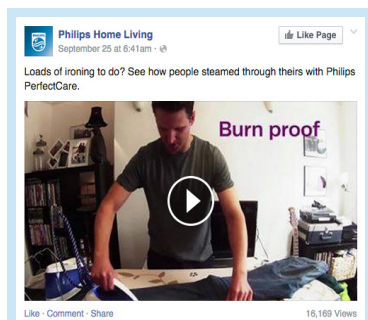 Philips Home Living
September 25 at 6:41am ·
Like Page
Loads of ironing to do? See how people steamed through theirs with Philips
PerfectCare.
Burn proof
Like · Comment · Share
16,169 Views